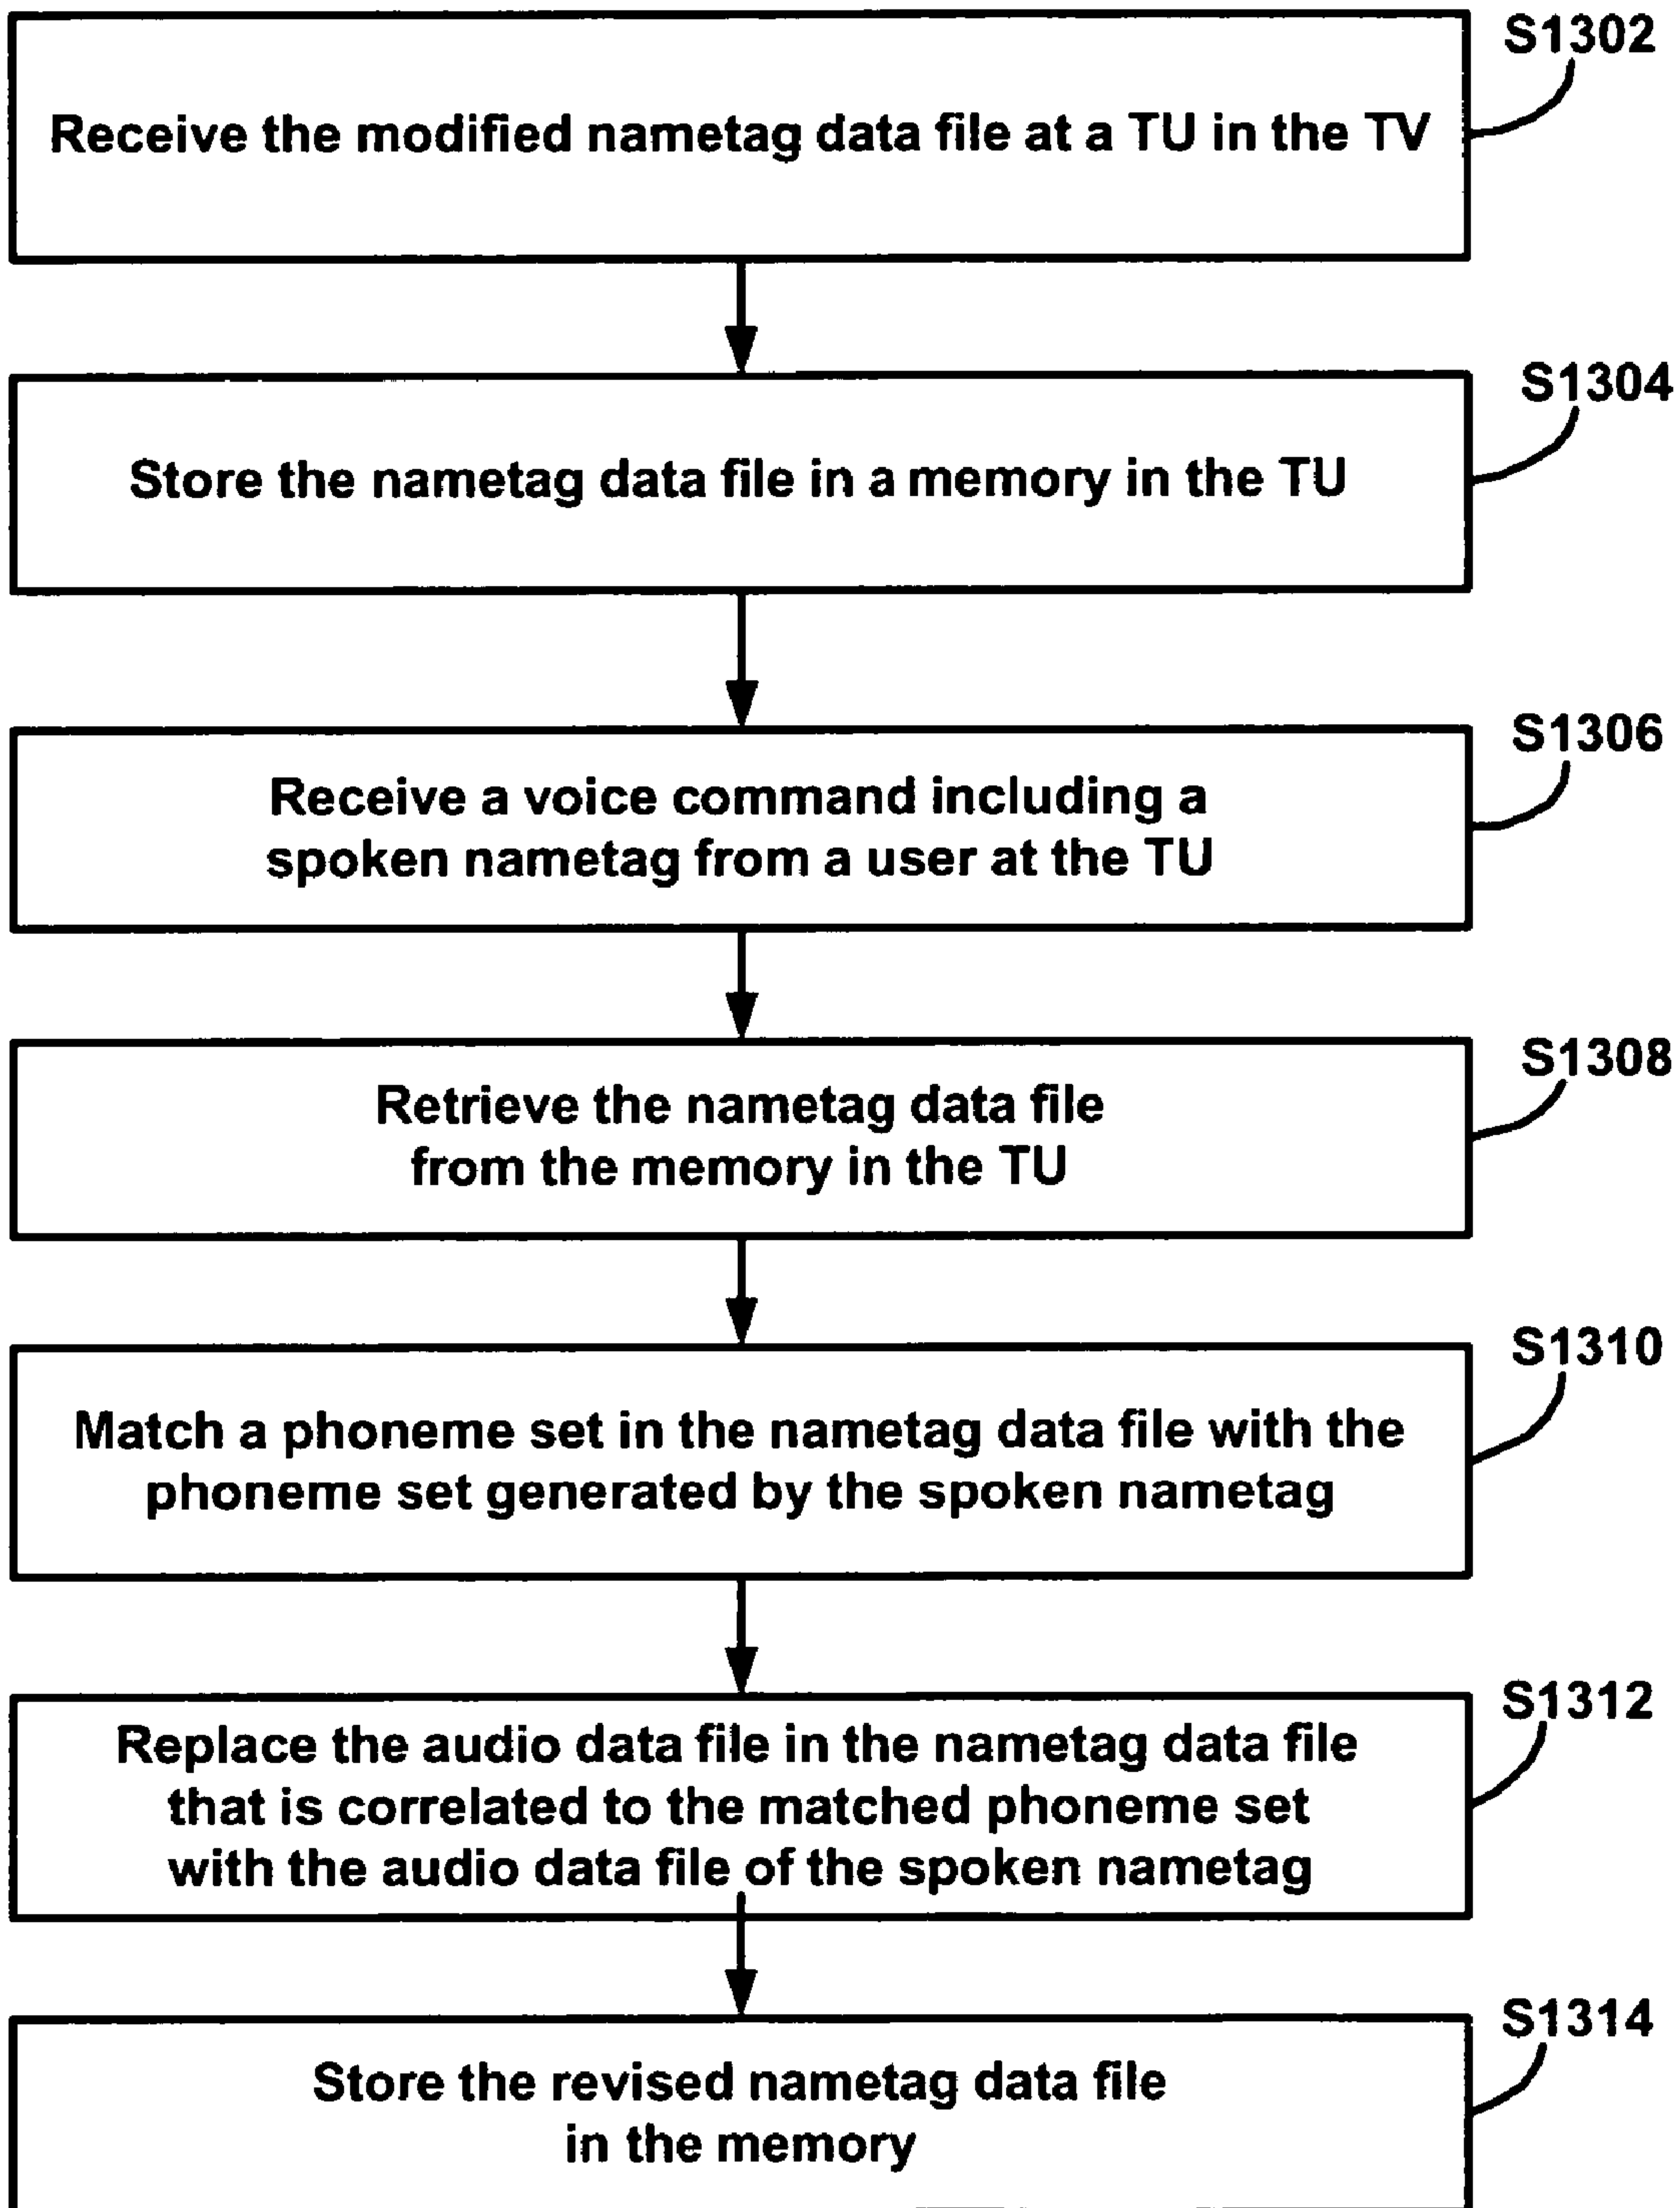 S1302
Receive the modified nametag data file at a TU in the TV
S1304
Store the nametag data file in a memory in the TU
S1306
Receive a voice command including a
spoken nametag from a user at the TU
S1308
Retrieve the nametag data file
from the memory in the TU
S1310
Match a phoneme set in the nametag data file with the
phoneme set generated by the spoken nametag
S1312
Replace the audio data file in the nametag data file
that is correlated to the matched phoneme set
with the audio data file of the spoken nametag
S1314
Store the revised nametag data file
in the memory